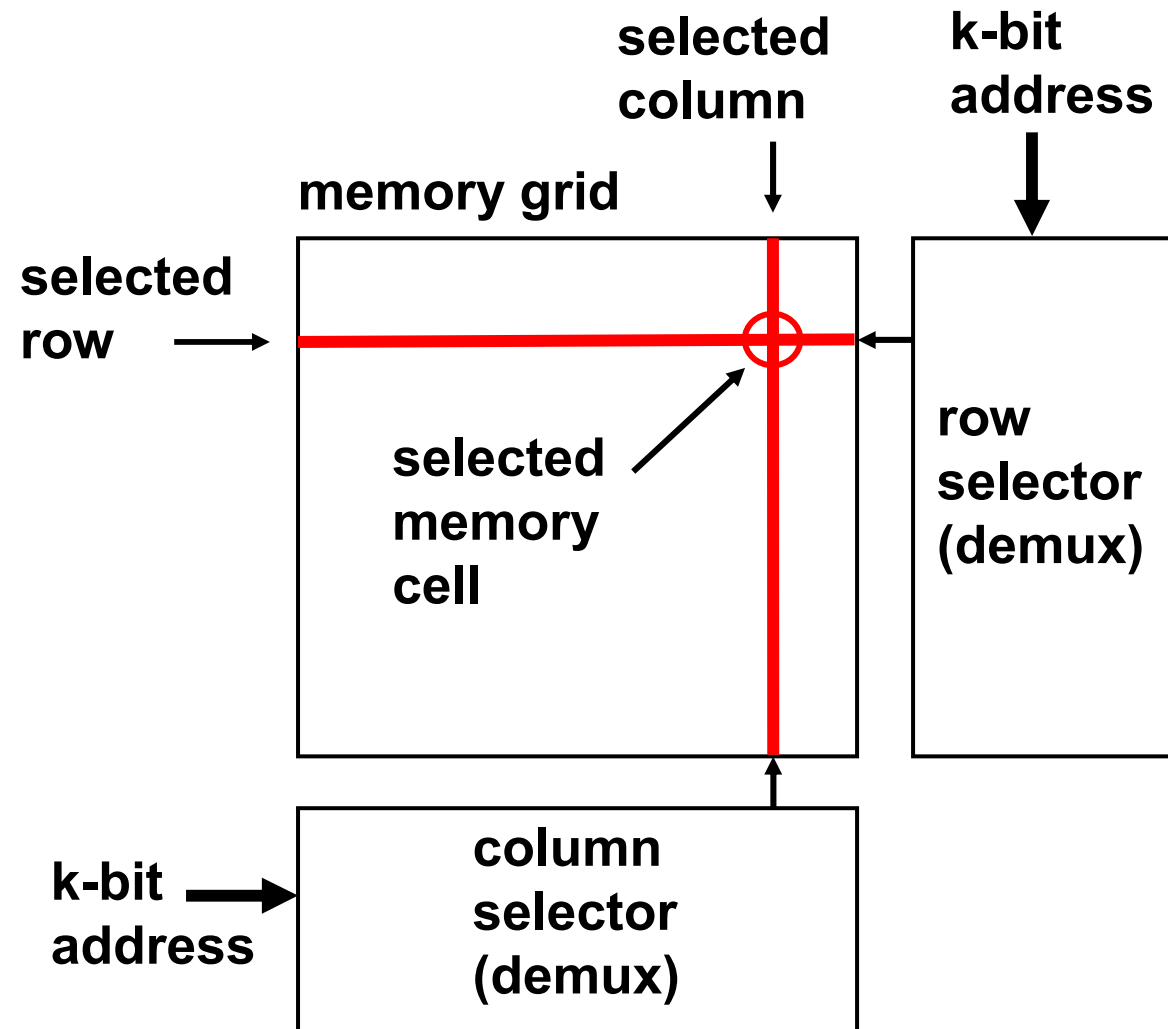 selected
column
k-bit
address
memory grid
selected
row
selected
memory
cell
row
selector
(demux)
k-bit
address
column
selector
(demux)